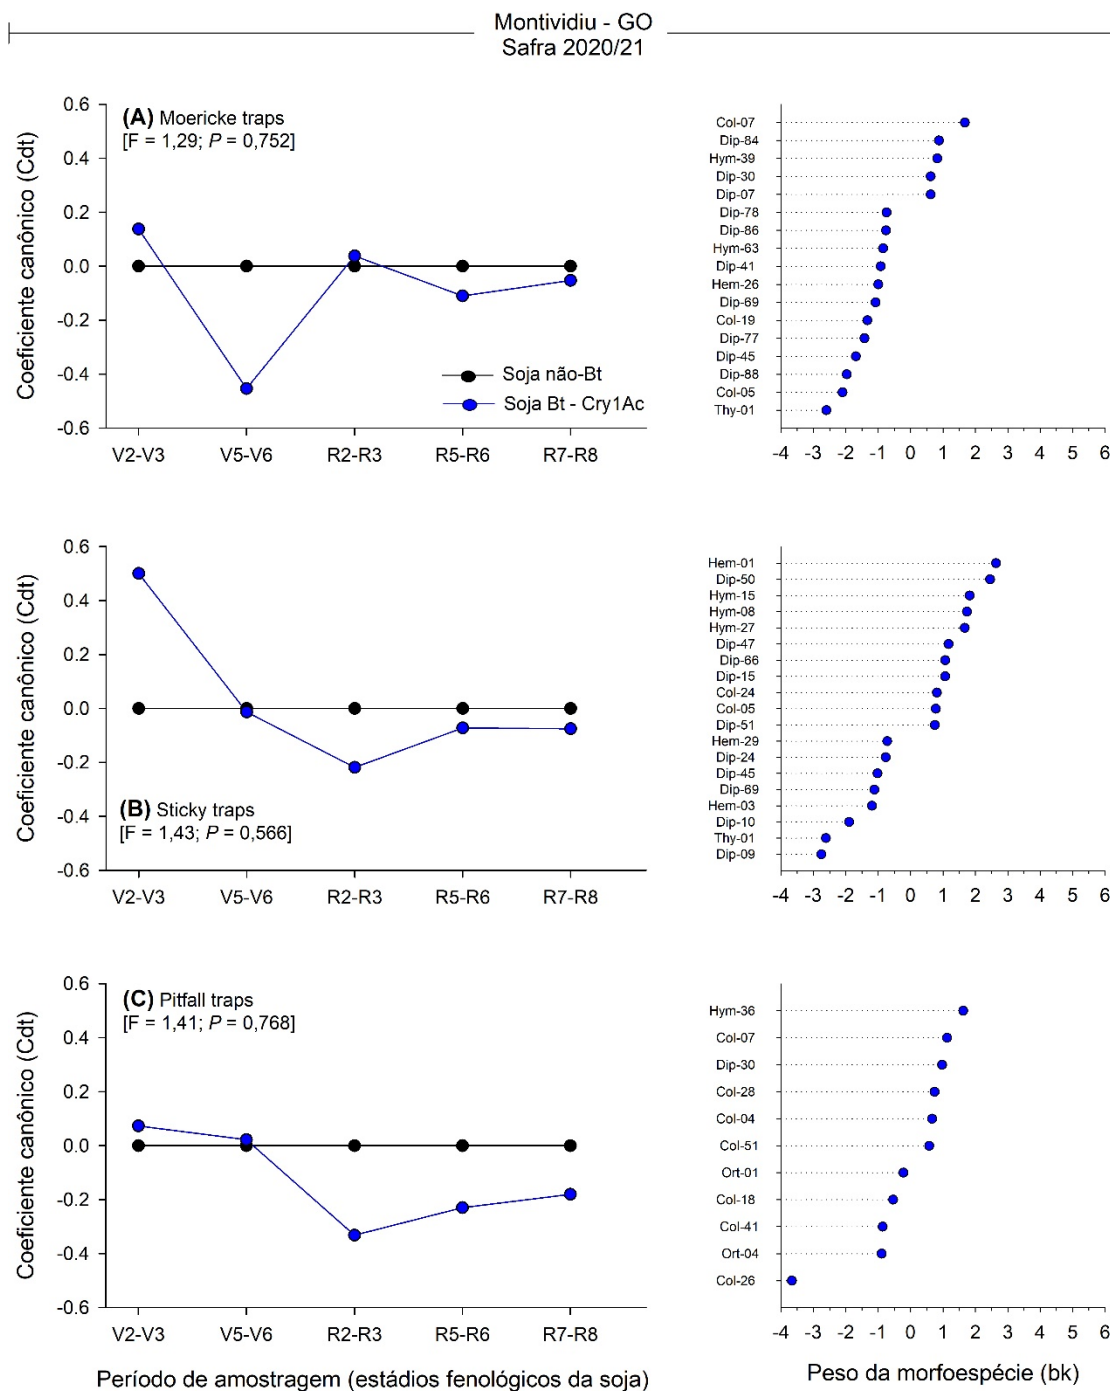 Montividiu - GO
Safra 2020/21
Coeficiente canônico (Cdt)
0.6
0.4
0.2
0.0
-0.2
-0.4
-0.6
(A) Moericke traps
[F = 1,29; P = 0,752]
Soja não-Bt
Soja Bt - Cry1Ac
V2-V3 V5-V6 R2-R3 R5-R6 R7-R8
Col-07
Dip-84
Hym-39
Dip-30
Dip-07
Dip-78
Dip-86
Hym-63
Dip-41
Hem-26
Dip-69
Col-19
Dip-77
Dip-45
Dip-88
Col-05
Thy-01
-4 -3 -2 -1 0 1 2 3 4 5 6
Coeficiente canônico (Cdt)
0.6
0.4
0.2
0.0
-0.2
-0.4
-0.6
(B) Sticky traps
[F = 1,43; P = 0,566]
V2-V3 V5-V6 R2-R3 R5-R6 R7-R8
Hem-01
Dip-50
Hym-15
Hym-08
Hym-27
Dip-47
Dip-66
Dip-15
Col-24
Col-05
Dip-51
Hem-29
Dip-24
Dip-45
Dip-69
Hem-03
Dip-10
Thy-01
Dip-09
-4 -3 -2 -1 0 1 2 3 4 5 6
Coeficiente canônico (Cdt)
0.6
0.4
0.2
0.0
-0.2
-0.4
-0.6
(C) Pitfall traps
[F = 1,41; P = 0,768]
V2-V3 V5-V6 R2-R3 R5-R6 R7-R8
Período de amostragem (estádios fenológicos da soja)
Hym-36
Col-07
Dip-30
Col-28
Col-04
Col-51
Ort-01
Col-18
Col-41
Ort-04
Col-26
-4 -3 -2 -1 0 1 2 3 4 5 6
Peso da morfoespécie (bk)